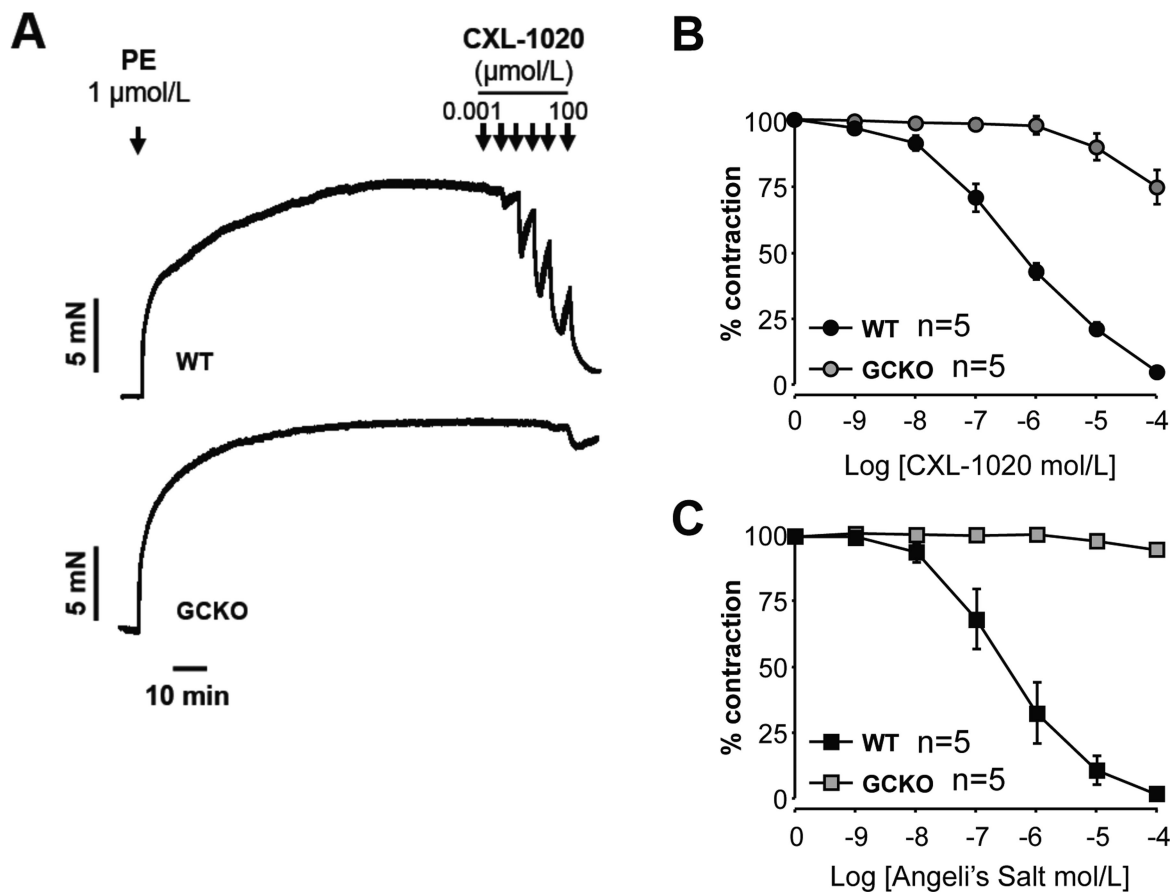 A
PE
1 µmol/L
CXL-1020
(µmol/L)
0.001 100
5 mN
WT
5 mN
GCKO
10 min
B
100
75
50
25
0
% contraction
WT n=5
GCKO n=5
0 -9 -8 -7 -6 -5 -4
Log [CXL-1020 mol/L]
C
100
75
50
25
0
% contraction
WT n=5
GCKO n=5
0 -9 -8 -7 -6 -5 -4
Log [Angeli's Salt mol/L]